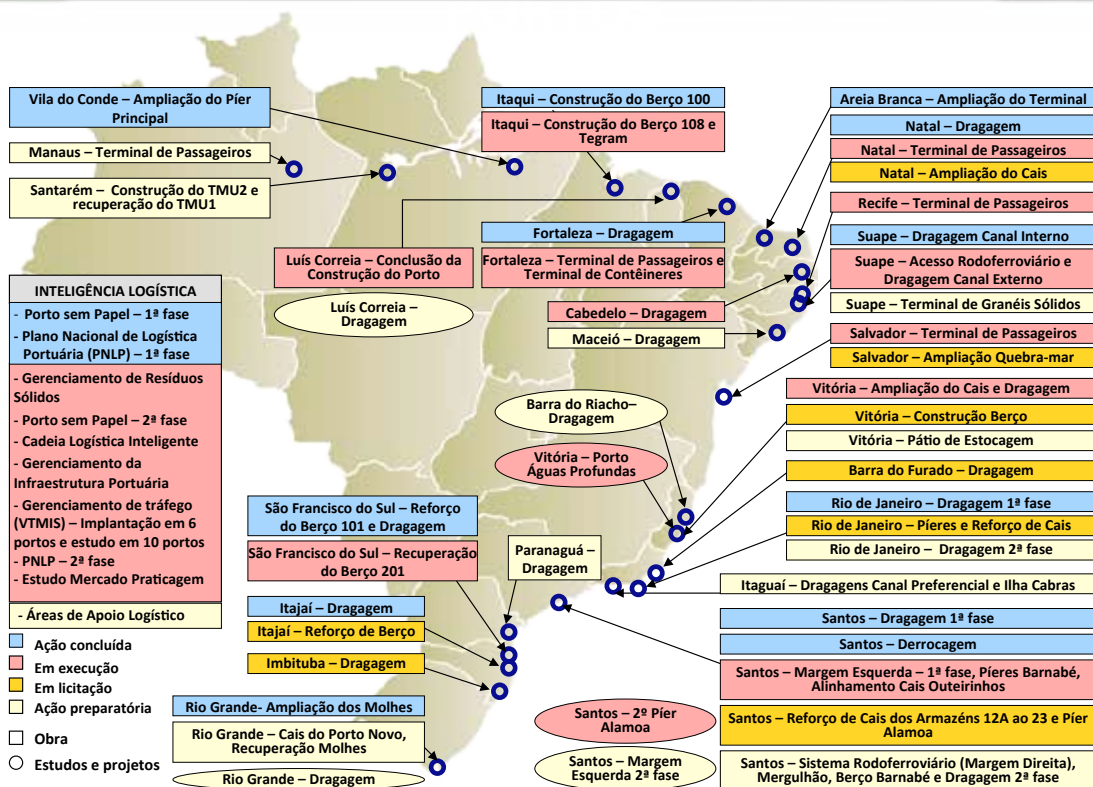 Vila do Conde – Ampliação do Píer
Principal
Manaus – Terminal de Passageiros
Santarém – Construção do TMU2 e
recuperação do TMU1
Itaqui – Construção do Berço 100
Itaqui – Construção do Berço 108 e
Tegram
Areia Branca – Ampliação do Terminal
Natal – Dragagem
Natal – Terminal de Passageiros
Natal – Ampliação do Cais
Recife – Terminal de Passageiros
Suape – Dragagem Canal Interno
Suape – Acesso Rodoferroviário e
Dragagem Canal Externo
Suape – Terminal de Granéis Sólidos
Salvador – Terminal de Passageiros
Salvador – Ampliação Quebra-mar
Luís Correia – Conclusão da
Construção do Porto
Luís Correia –
Dragagem
Fortaleza – Dragagem
Fortaleza – Terminal de Passageiros e
Terminal de Contêineres
Cabedelo – Dragagem
Maceió – Dragagem
INTELIGÊNCIA LOGÍSTICA
- Porto sem Papel – 1ª fase
- Plano Nacional de Logística
Portuária (PNLP) – 1ª fase
- Gerenciamento de Resíduos
Sólidos
- Porto sem Papel – 2ª fase
- Cadeia Logística Inteligente
- Gerenciamento da
Infraestrutura Portuária
- Gerenciamento de tráfego
(VTMIS) – Implantação em 6
portos e estudo em 10 portos
- PNLP – 2ª fase
- Estudo Mercado Praticagem
- Áreas de Apoio Logístico
Ação concluída
Em execução
Em licitação
Ação preparatória
Obra
Estudos e projetos
Barra do Riacho–
Dragagem
Vitória – Porto
Águas Profundas
Vitória – Ampliação do Cais e Dragagem
Vitória – Construção Berço
Vitória – Pátio de Estocagem
Barra do Furado – Dragagem
Rio de Janeiro – Dragagem 1ª fase
Rio de Janeiro – Píeres e Reforço de Cais
Rio de Janeiro – Dragagem 2ª fase
Itaguaí – Dragagens Canal Preferencial e Ilha Cabras
São Francisco do Sul – Reforço
do Berço 101 e Dragagem
São Francisco do Sul – Recuperação
do Berço 201
Paranaguá –
Dragagem
Itajaí – Dragagem
Itajaí – Reforço de Berço
Imbituba – Dragagem
Rio Grande- Ampliação dos Molhes
Rio Grande – Cais do Porto Novo,
Recuperação Molhes
Rio Grande – Dragagem
Santos – Dragagem 1ª fase
Santos – Derrocagem
Santos – Margem Esquerda – 1ª fase, Píeres Barnabé,
Alinhamento Cais Outeirinhos
Santos – 2º Píer
Alamoa
Santos – Reforço de Cais dos Armazéns 12A ao 23 e Píer
Alamoa
Santos – Margem
Esquerda 2ª fase
Santos – Sistema Rodoferroviário (Margem Direita),
Mergulhão, Berço Barnabé e Dragagem 2ª fase